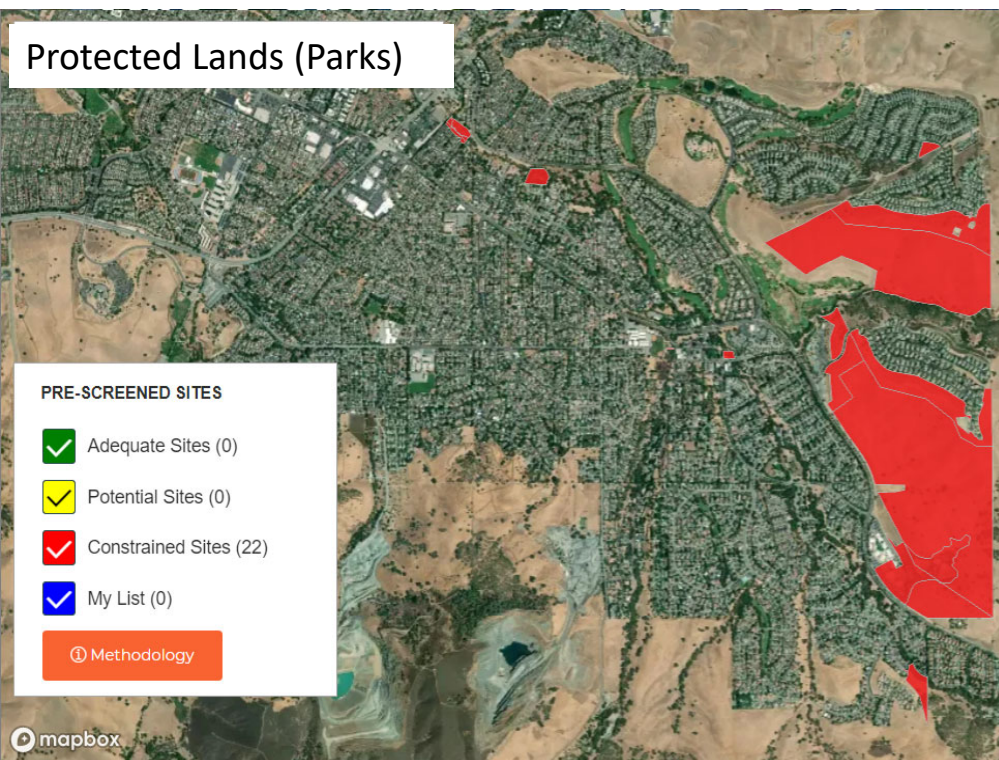 Protected Lands (Parks)
PRE-SCREENED SITES
Adequate Sites (0)
Potential Sites (0)
Constrained Sites (22)
My List (0)
ⓘ Methodology
mapbox